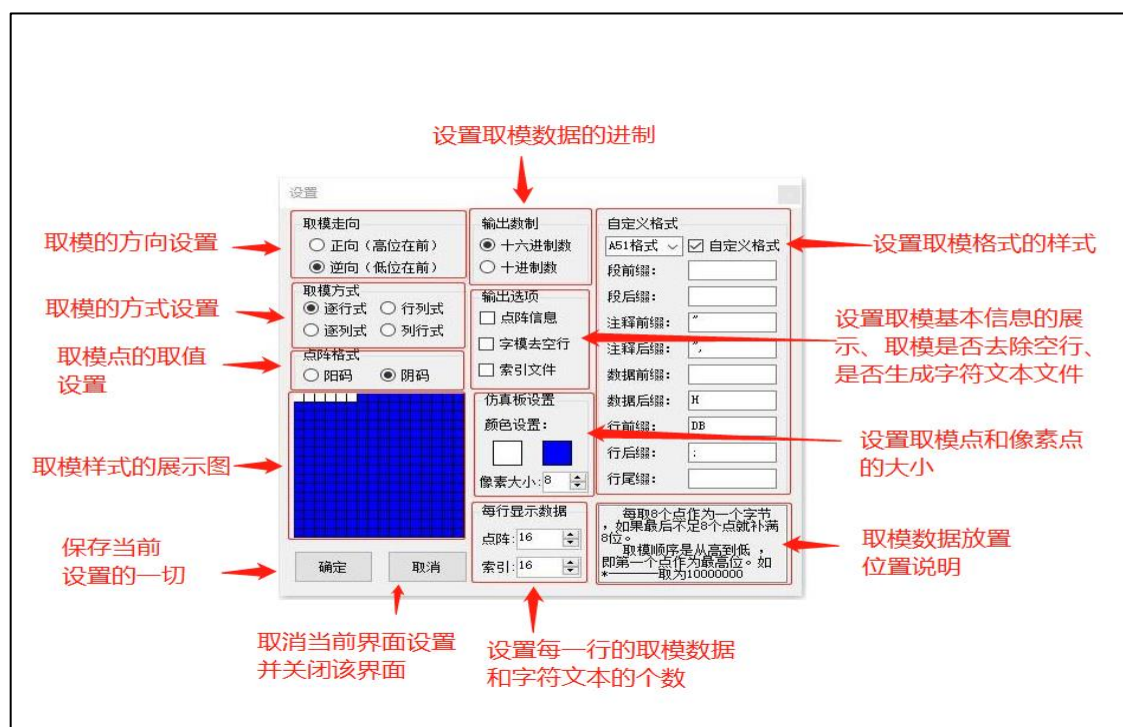 设置取模数据的进制
设置
取模走向
正向（高位在前）
逆向（低位在前）
取模方式
逐行式
行列式
逐列式
列行式
点阵格式
阳码
阴码
确定
取消
输出数制
十六进制数
十进制数
输出选项
点阵信息
字模去空行
索引文件
仿真板设置
颜色设置：
像素大小：8
每行显示数据
点阵：16
索引：16
自定义格式
A51格式
自定义格式
段前缀：
段后缀：
注释前缀： "
注释后缀： ",
数据前缀：
数据后缀： H
行前缀： DB
行后缀： ;
行尾缀：
每取8个点作为一个字节
，如果最后不足8个点就补满
8位。
取模顺序是从高到低，
即第一个点作为最高位。如
*-------取为10000000
取模的方向设置
取模的方式设置
取模点的取值
设置
取模样式的展示图
保存当前
设置的一切
取消当前界面设置
并关闭该界面
设置每一行的取模数据
和字符文本的个数
设置取模格式的样式
设置取模基本信息的展
示、取模是否去除空行、
是否生成字符文本文件
设置取模点和像素点
的大小
取模数据放置
位置说明